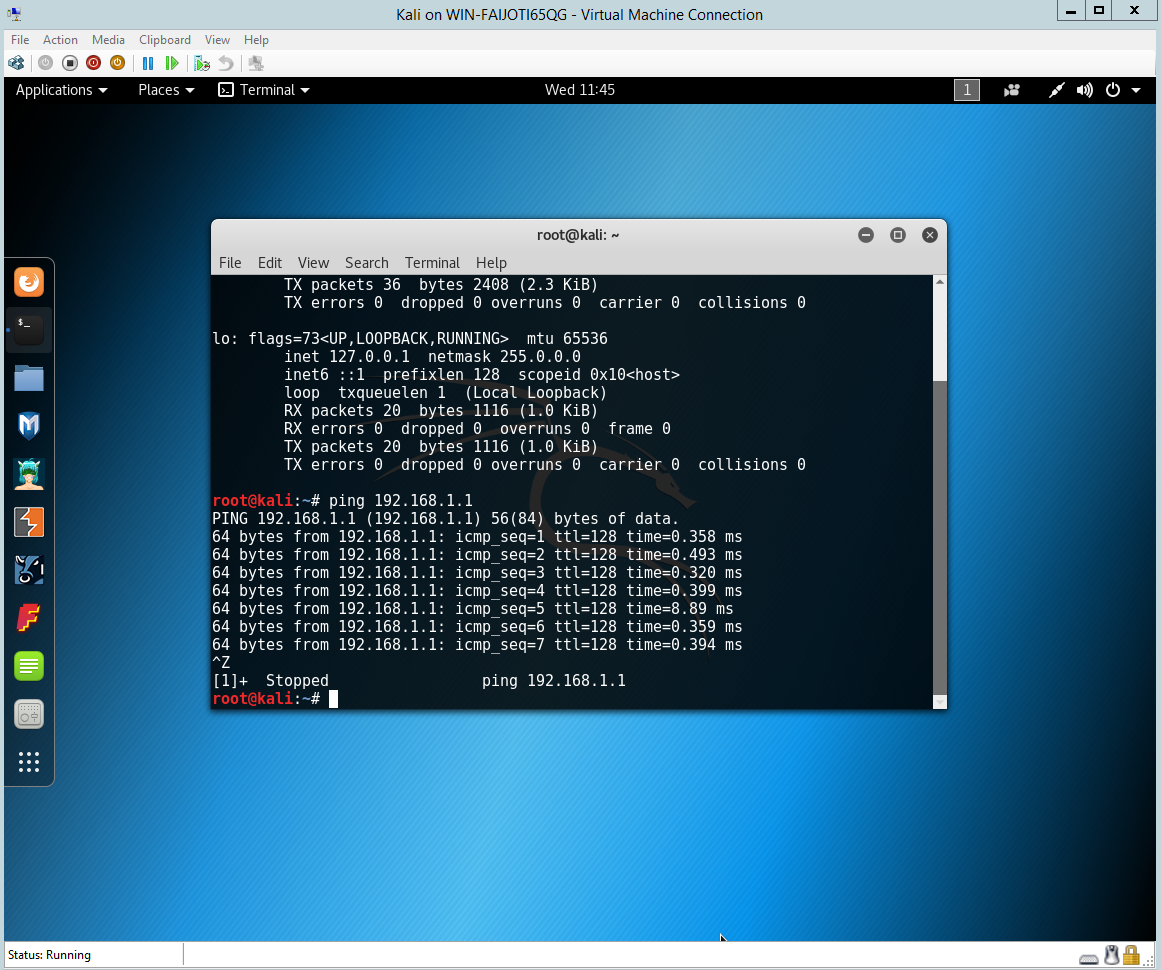 Kali on WIN-FAIJOTI65QG - Virtual Machine Connection
File Action Media Clipboard View Help
Applications Places Terminal Wed 11:45 1
root@kali: ~
File Edit View Search Terminal Help
TX packets 36  bytes 2408 (2.3 KiB)
TX errors 0  dropped 0 overruns 0  carrier 0  collisions 0
lo: flags=73<UP,LOOPBACK,RUNNING>  mtu 65536
inet 127.0.0.1  netmask 255.0.0.0
inet6 ::1  prefixlen 128  scopeid 0x10<host>
loop  txqueuelen 1  (Local Loopback)
RX packets 20  bytes 1116 (1.0 KiB)
RX errors 0  dropped 0  overruns 0  frame 0
TX packets 20  bytes 1116 (1.0 KiB)
TX errors 0  dropped 0 overruns 0  carrier 0  collisions 0
root@kali:~# ping 192.168.1.1
PING 192.168.1.1 (192.168.1.1) 56(84) bytes of data.
64 bytes from 192.168.1.1: icmp_seq=1 ttl=128 time=0.358 ms
64 bytes from 192.168.1.1: icmp_seq=2 ttl=128 time=0.493 ms
64 bytes from 192.168.1.1: icmp_seq=3 ttl=128 time=0.320 ms
64 bytes from 192.168.1.1: icmp_seq=4 ttl=128 time=0.399 ms
64 bytes from 192.168.1.1: icmp_seq=5 ttl=128 time=8.89 ms
64 bytes from 192.168.1.1: icmp_seq=6 ttl=128 time=0.359 ms
64 bytes from 192.168.1.1: icmp_seq=7 ttl=128 time=0.394 ms
^Z
[1]+  Stopped                 ping 192.168.1.1
root@kali:~#
Status: Running